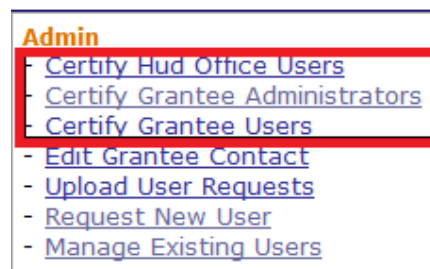 Admin
- Certify Hud Office Users
- Certify Grantee Administrators
- Certify Grantee Users
- Edit Grantee Contact
- Upload User Requests
- Request New User
- Manage Existing Users